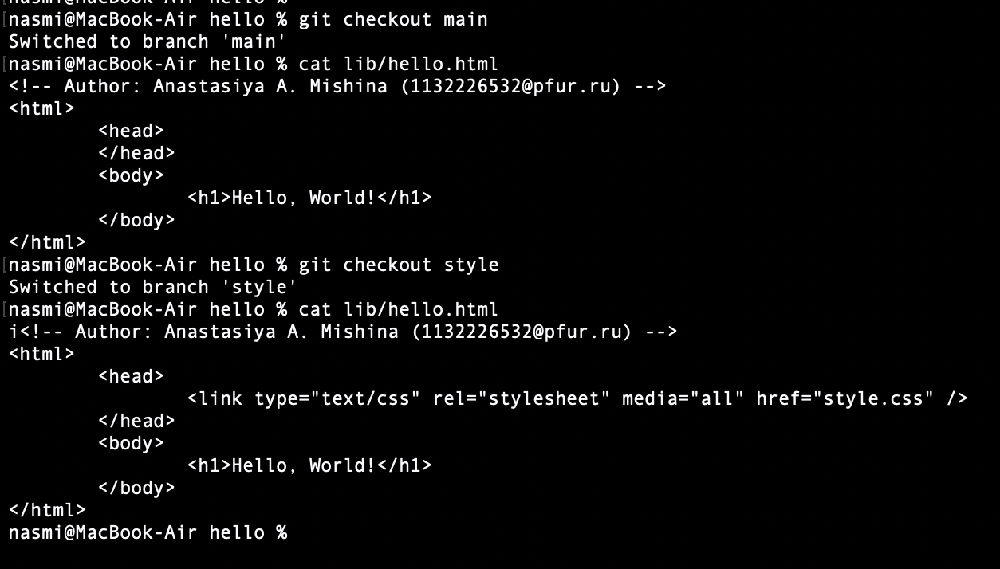 nasmi@MacBook-Air hello %
[nasmi@MacBook-Air hello % git checkout main
Switched to branch 'main'
[nasmi@MacBook-Air hello % cat lib/hello.html
<!-- Author: Anastasiya A. Mishina (1132226532@pfur.ru) -->
<html>
        <head>
        </head>
        <body>
                <h1>Hello, World!</h1>
        </body>
</html>
[nasmi@MacBook-Air hello % git checkout style
Switched to branch 'style'
[nasmi@MacBook-Air hello % cat lib/hello.html
i<!-- Author: Anastasiya A. Mishina (1132226532@pfur.ru) -->
<html>
        <head>
                <link type="text/css" rel="stylesheet" media="all" href="style.css" />
        </head>
        <body>
                <h1>Hello, World!</h1>
        </body>
</html>
nasmi@MacBook-Air hello %